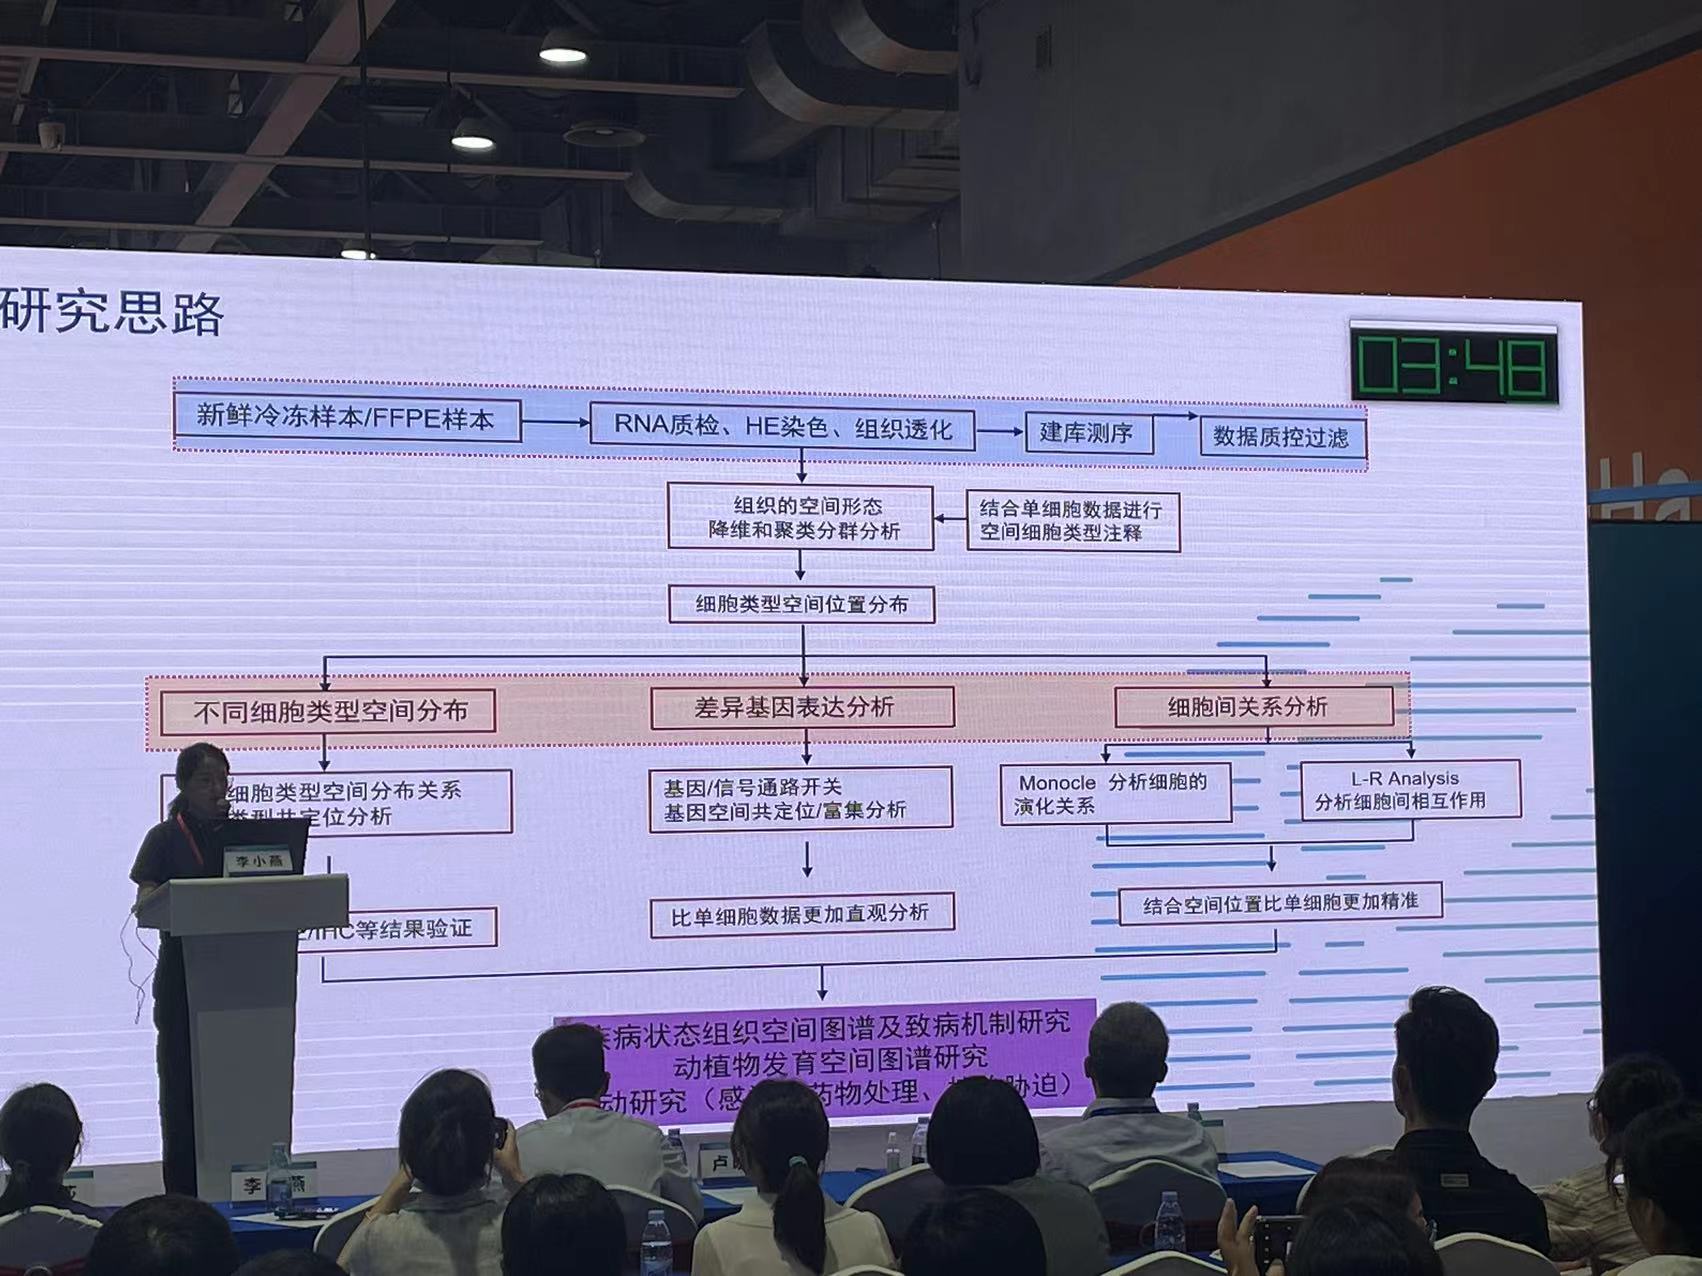 研究思路
03:48
新鲜冷冻样本/FFPE样本
RNA质检、HE染色、组织透化
建库测序
数据质控过滤
组织的空间形态
降维和聚类分群分析
结合单细胞数据进行
空间细胞类型注释
细胞类型空间位置分布
不同细胞类型空间分布
差异基因表达分析
细胞间关系分析
细胞类型空间分布关系
类型共定位分析
基因/信号通路开关
基因空间共定位/富集分析
Monocle 分析细胞的
演化关系
L-R Analysis
分析细胞间相互作用
/IHC等结果验证
比单细胞数据更加直观分析
结合空间位置比单细胞更加精准
病状态组织空间图谱及致病机制研究
动植物发育空间图谱研究
动研究（感 药物处理、 胁迫）
李小燕
李 燕
卢
Ha